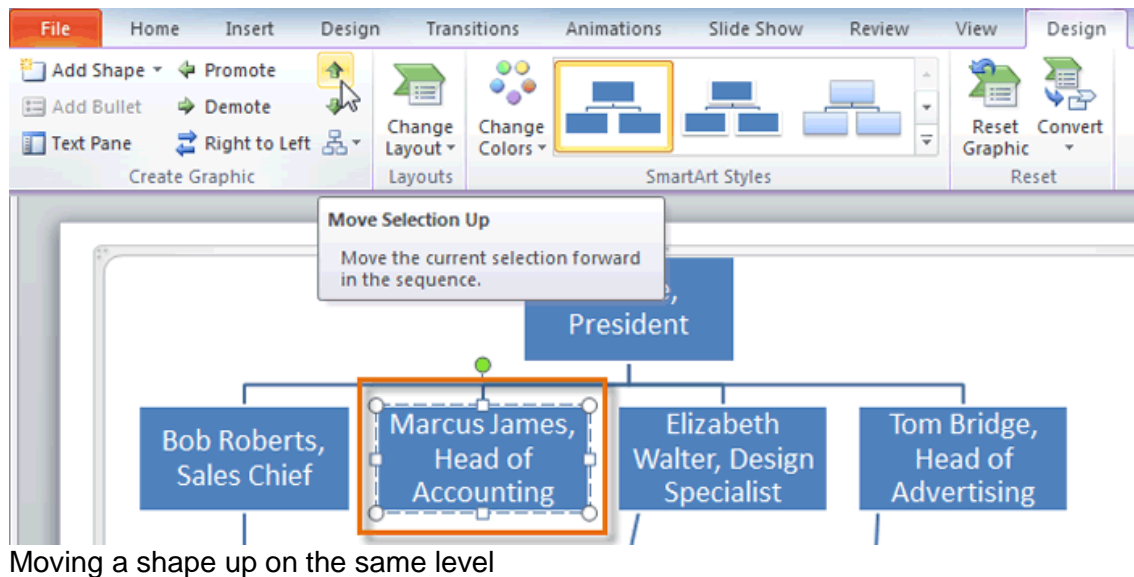 File Home Insert Design Transitions Animations Slide Show Review View Design
Add Shape Promote
Add Bullet Demote
Text Pane Right to Left
Change
Layout
Change
Colors
Reset
Graphic
Convert
Create Graphic Layouts SmartArt Styles Reset
Move Selection Up
Move the current selection forward
in the sequence.
President
Bob Roberts,
Sales Chief
Marcus James,
Head of
Accounting
Elizabeth
Walter, Design
Specialist
Tom Bridge,
Head of
Advertising
Moving a shape up on the same level